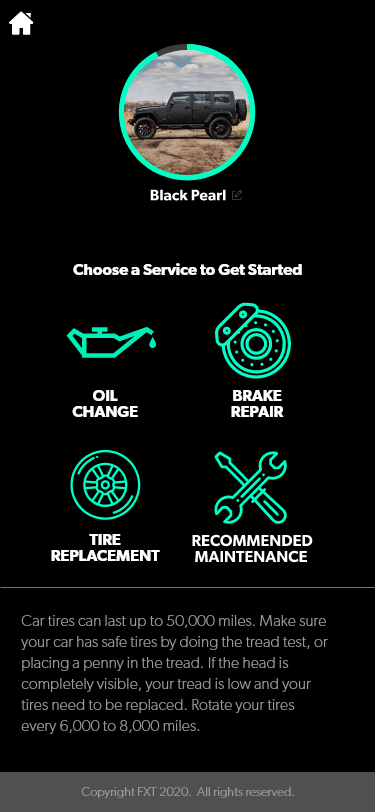 Black Pearl
Choose a Service to Get Started
OIL
CHANGE
BRAKE
REPAIR
TIRE
REPLACEMENT
RECOMMENDED
MAINTENANCE
Car tires can last up to 50,000 miles. Make sure
your car has safe tires by doing the tread test, or
placing a penny in the tread. If the head is
completely visible, your tread is low and your
tires need to be replaced. Rotate your tires
every 6,000 to 8,000 miles.
Copyright FXT 2020.  All rights reserved.